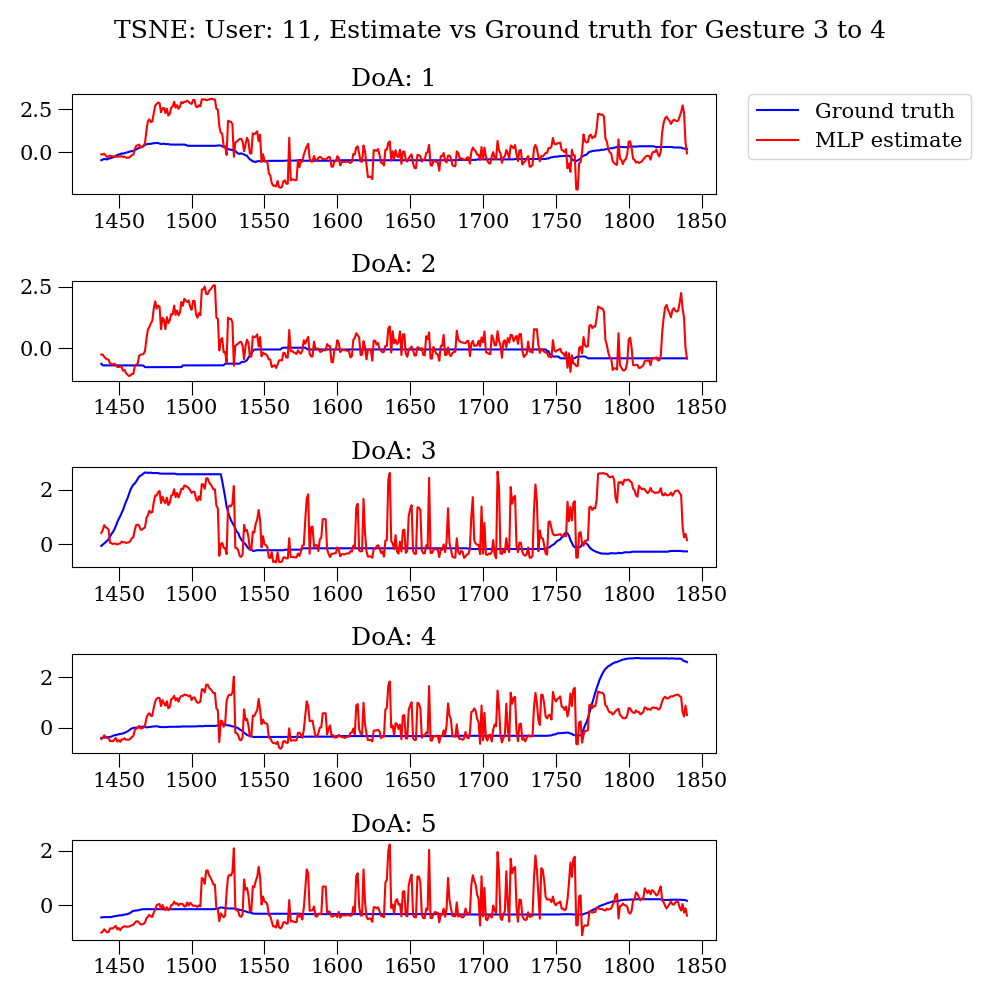 TSNE: User: 11, Estimate vs Ground truth for Gesture 3 to 4
DoA: 1
Ground truth
MLP estimate
2.5
0.0
1450 1500 1550 1600 1650 1700 1750 1800 1850
DoA: 2
2.5
0.0
1450 1500 1550 1600 1650 1700 1750 1800 1850
DoA: 3
2
0
1450 1500 1550 1600 1650 1700 1750 1800 1850
DoA: 4
2
0
1450 1500 1550 1600 1650 1700 1750 1800 1850
DoA: 5
2
0
1450 1500 1550 1600 1650 1700 1750 1800 1850